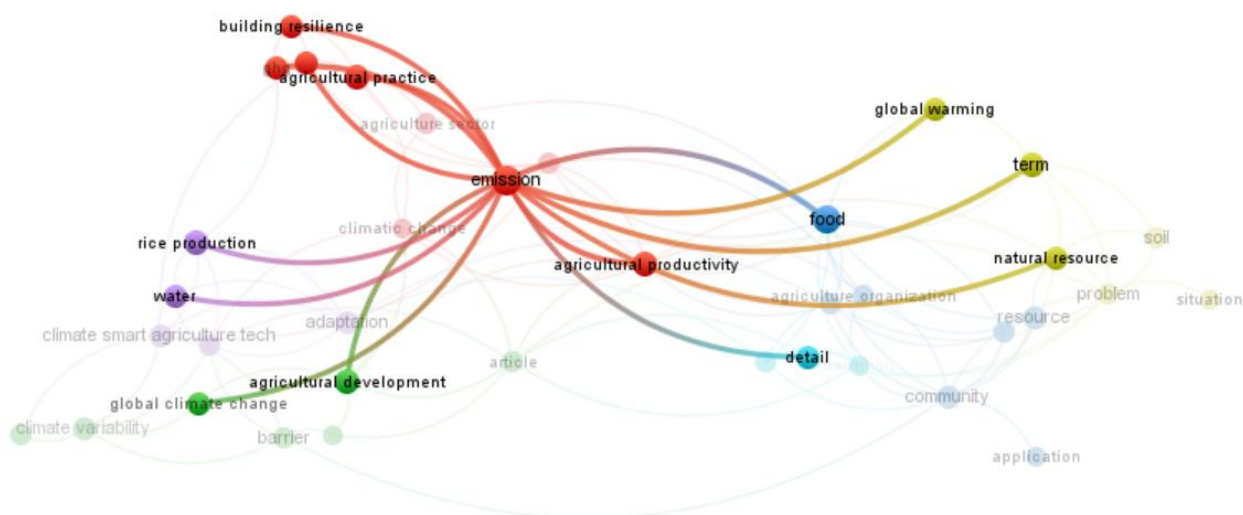 building resilience
ghg
agricultural practice
global warming
agriculture sector
term
emission
food
climatic change
soil
rice production
natural resource
agricultural productivity
water
agriculture organization
problem
situation
climate smart agriculture tech
adaptation
resource
article
detail
agricultural development
global climate change
community
climate variability
barrier
application